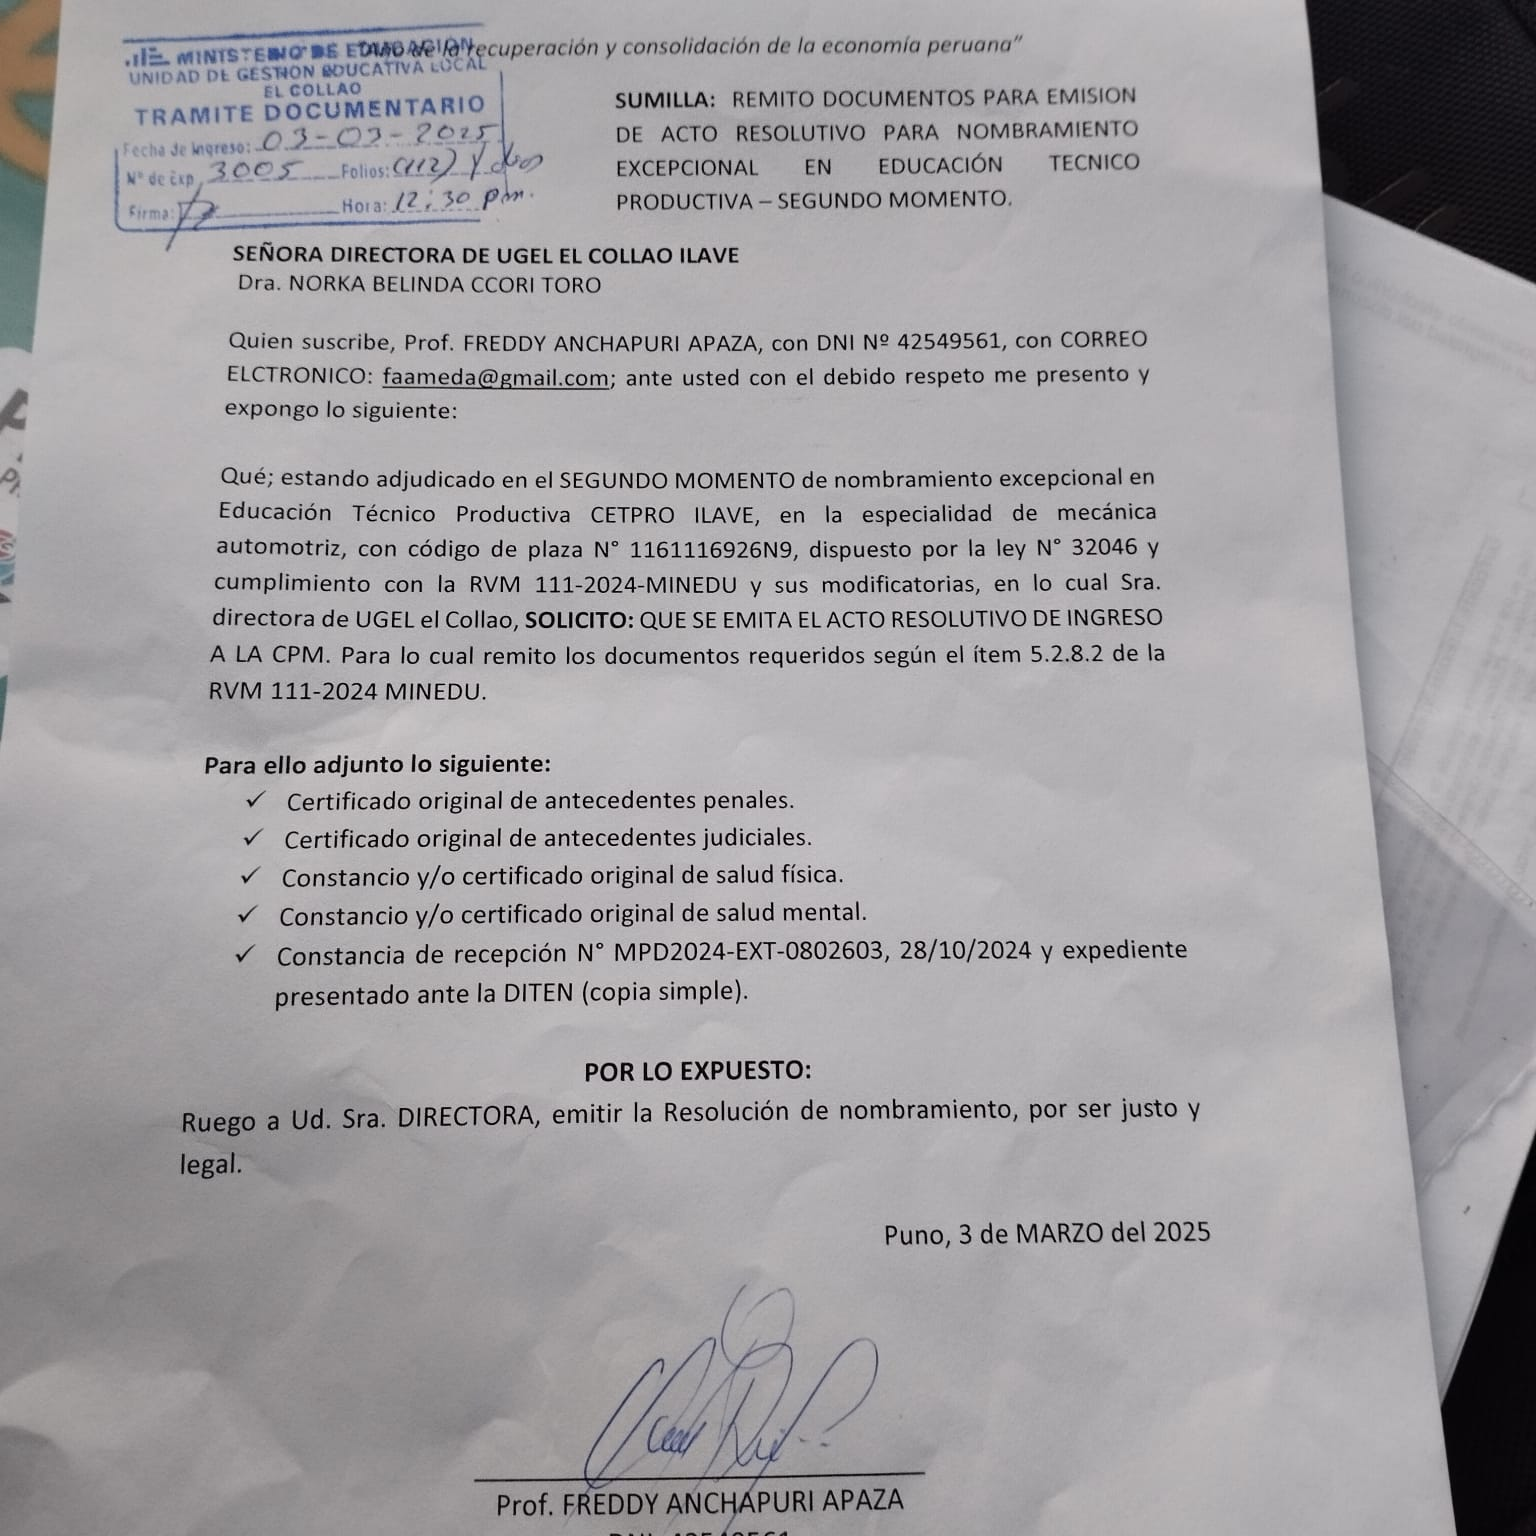 MINISTERIO DE EDUCACIÓN
UNIDAD DE GESTION EDUCATIVA LOCAL
EL COLLAO
TRAMITE DOCUMENTARIO
Fecha de Ingreso: 03-03-2025
N° de Exp. 3005 Folios: (112) y dos
Firma: Hora: 12:30 pm.
de la recuperación y consolidación de la economía peruana”
SUMILLA: REMITO DOCUMENTOS PARA EMISION
DE ACTO RESOLUTIVO PARA NOMBRAMIENTO
EXCEPCIONAL EN EDUCACIÓN TECNICO
PRODUCTIVA – SEGUNDO MOMENTO.
SEÑORA DIRECTORA DE UGEL EL COLLAO ILAVE
Dra. NORKA BELINDA CCORI TORO
Quien suscribe, Prof. FREDDY ANCHAPURI APAZA, con DNI Nº 42549561, con CORREO
ELCTRONICO: faameda@gmail.com; ante usted con el debido respeto me presento y
expongo lo siguiente:
Qué; estando adjudicado en el SEGUNDO MOMENTO de nombramiento excepcional en
Educación Técnico Productiva CETPRO ILAVE, en la especialidad de mecánica
automotriz, con código de plaza N° 1161116926N9, dispuesto por la ley N° 32046 y
cumplimiento con la RVM 111-2024-MINEDU y sus modificatorias, en lo cual Sra.
directora de UGEL el Collao, SOLICITO: QUE SE EMITA EL ACTO RESOLUTIVO DE INGRESO
A LA CPM. Para lo cual remito los documentos requeridos según el ítem 5.2.8.2 de la
RVM 111-2024 MINEDU.
Para ello adjunto lo siguiente:
✓ Certificado original de antecedentes penales.
✓ Certificado original de antecedentes judiciales.
✓ Constancio y/o certificado original de salud física.
✓ Constancio y/o certificado original de salud mental.
✓ Constancia de recepción N° MPD2024-EXT-0802603, 28/10/2024 y expediente
presentado ante la DITEN (copia simple).
POR LO EXPUESTO:
Ruego a Ud. Sra. DIRECTORA, emitir la Resolución de nombramiento, por ser justo y
legal.
Puno, 3 de MARZO del 2025
Prof. FREDDY ANCHAPURI APAZA